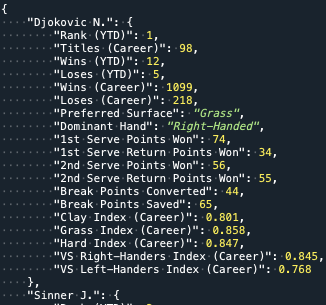 {
"Djokovic N.": {
"Rank (YTD)": 1,
"Titles (Career)": 98,
"Wins (YTD)": 12,
"Loses (YTD)": 5,
"Wins (Career)": 1099,
"Loses (Career)": 218,
"Preferred Surface": “Grass”,
"Dominant Hand": "Right-Handed",
"1st Serve Points Won": 74,
"1st Serve Return Points Won": 34,
"2nd Serve Points Won": 56,
"2nd Serve Return Points Won": 55,
"Break Points Converted": 44,
"Break Points Saved": 65,
"Clay Index (Career)": 0.801,
"Grass Index (Career)": 0.858,
"Hard Index (Career)": 0.847,
"VS Right-Handers Index (Career)": 0.845,
"VS Left-Handers Index (Career)": 0.768
},
"Sinner J.": {